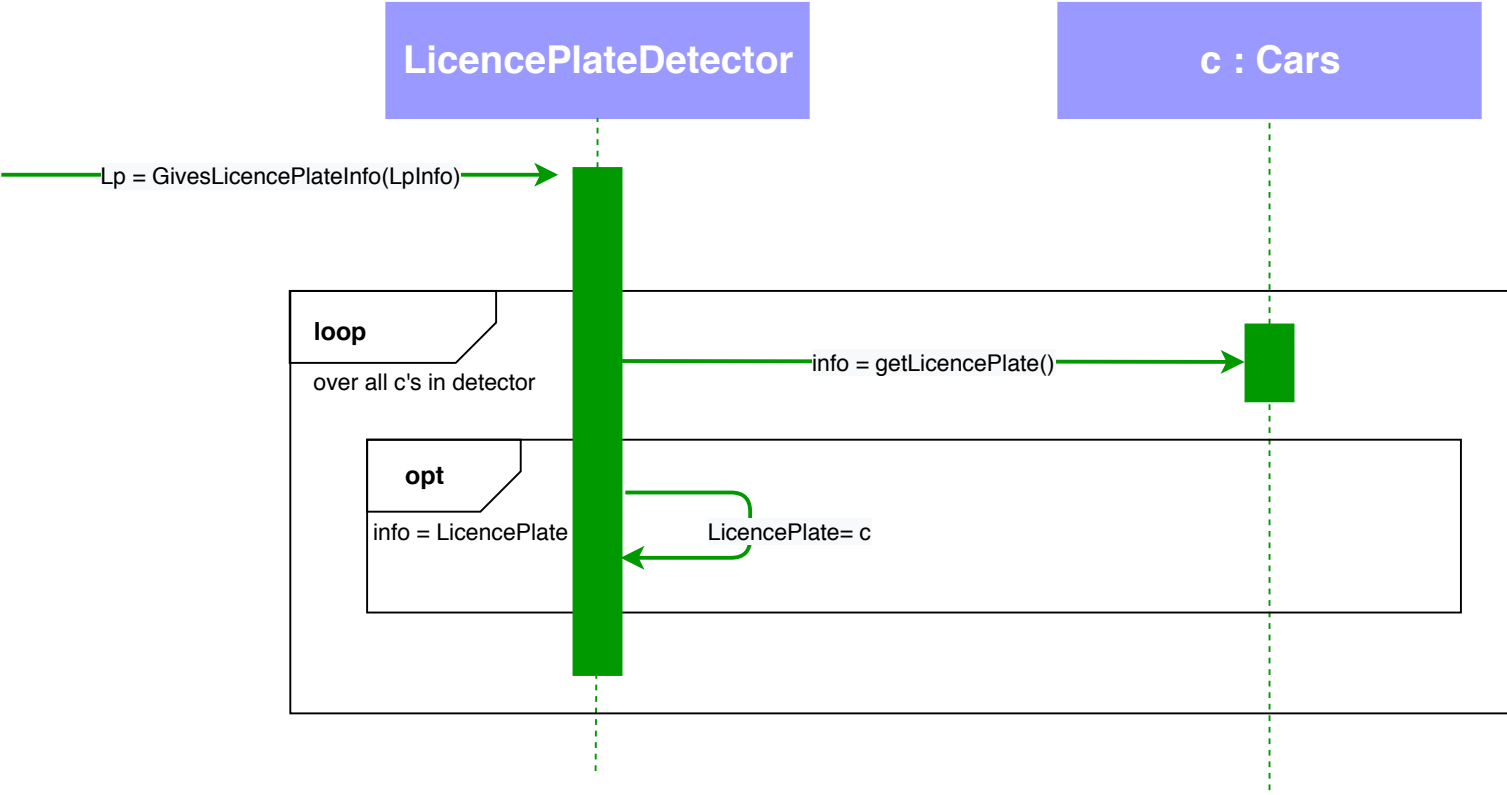 LicencePlateDetector
c : Cars
Lp = GivesLicencePlateInfo(LpInfo)
loop
over all c's in detector
info = getLicencePlate()
opt
info = LicencePlate
LicencePlate= c